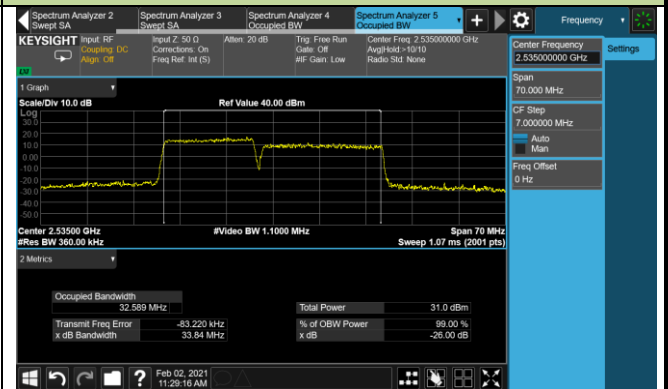 Spectrum Analyzer 2
Swept SA
Spectrum Analyzer 3
Swept SA
Spectrum Analyzer 4
Occupied BW
Spectrum Analyzer 5
Occupied BW
Frequency
KEYSIGHT
Input: RF
Coupling: DC
Align: Off
Input Z: 50 Ω
Corrections: On
Freq Ref: Int (S)
Atten: 20 dB
Trig: Free Run
Gate: Off
#IF Gain: Low
Center Freq: 2.535000000 GHz
Avg|Hold:>10/10
Radio Std: None
Center Frequency
2.535000000 GHz
Settings
Span
70.000 MHz
CF Step
7.000000 MHz
Auto
Man
Freq Offset
0 Hz
1 Graph
Scale/Div 10.0 dB
Ref Value 40.00 dBm
Log
30.0
20.0
10.0
0.00
-10.0
-20.0
-30.0
-40.0
-50.0
Center 2.53500 GHz
#Video BW 1.1000 MHz
Span 70 MHz
#Res BW 360.00 kHz
Sweep 1.07 ms (2001 pts)
2 Metrics
Occupied Bandwidth
32.589 MHz
Total Power
31.0 dBm
Transmit Freq Error
-83.220 kHz
% of OBW Power
99.00 %
x dB Bandwidth
33.84 MHz
x dB
-26.00 dB
Feb 02, 2021
11:29:16 AM